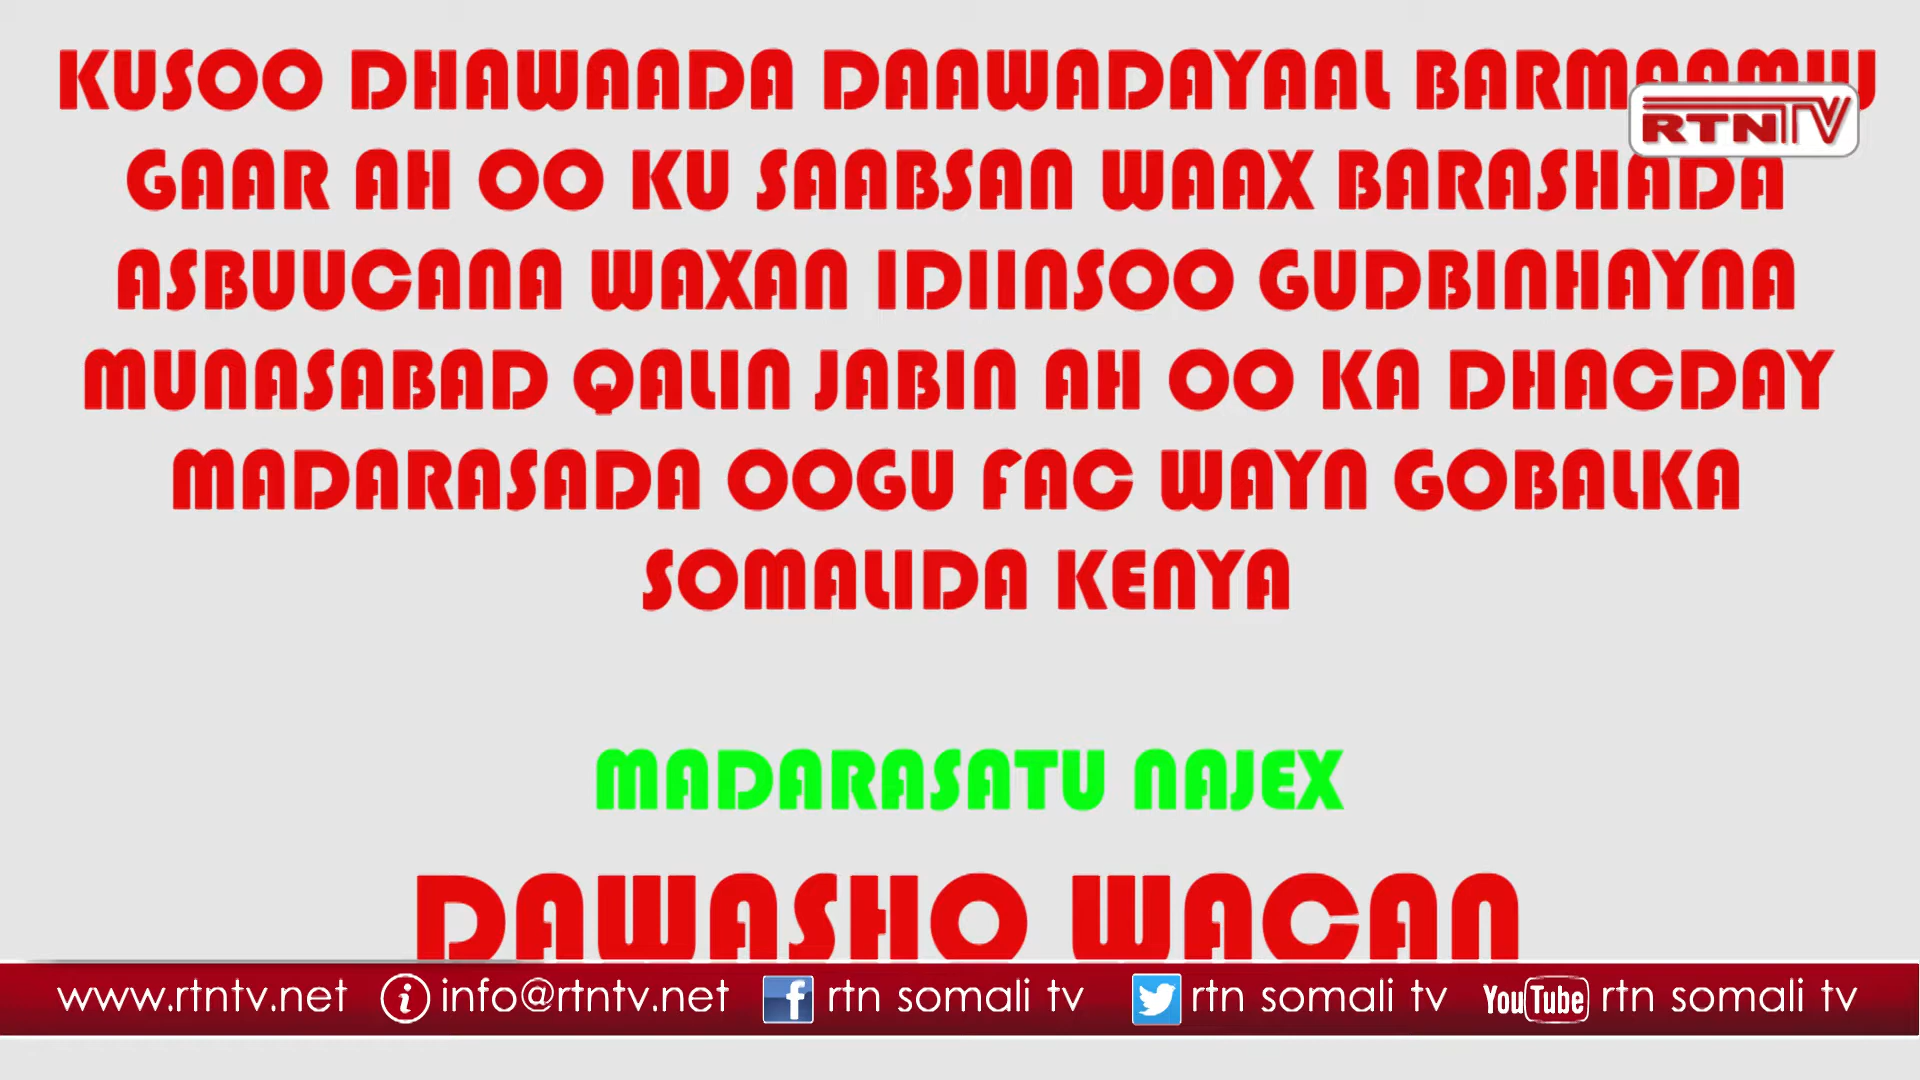 KUSOO DHAWAADA DAAWADAYAAL
RTN TV
GAAR AH OO KU SAABSAN WAAX BARASHADA
ASBUUCANA WAXAN IDIINSOO GUDBINHAYNA
MUNASABAD QALIN JABIN AH OO KA DHACDAY
MADARASADA OOGU FAC WAYN GOBALKA
SOMALIDA KENYA
MADARASATU NAJEX
DAWASHO WACAN
www.rtntv.net info@rtntv.net rtn somali tv rtn somali tv YouTube rtn somali tv